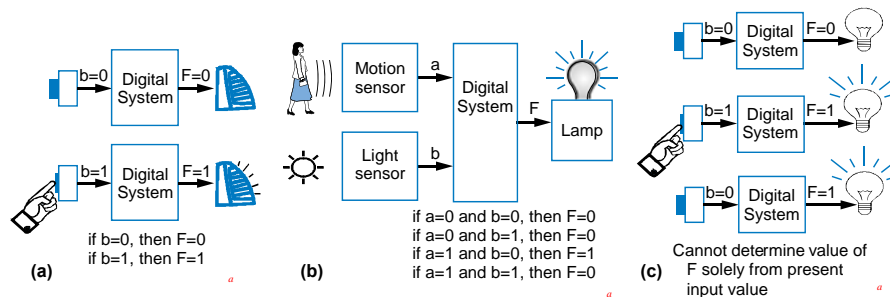 b=0
Digital
System
F=0
b=1
Digital
System
F=1
if b=0, then F=0
if b=1, then F=1
(a)
a
Motion
sensor
a
Light
sensor
b
Digital
System
F
Lamp
if a=0 and b=0, then F=0
if a=0 and b=1, then F=0
if a=1 and b=0, then F=1
if a=1 and b=1, then F=0
(b)
a
b=0
Digital
System
F=0
b=1
Digital
System
F=1
b=0
Digital
System
F=1
(c)
Cannot determine value of
F solely from present
input value
a